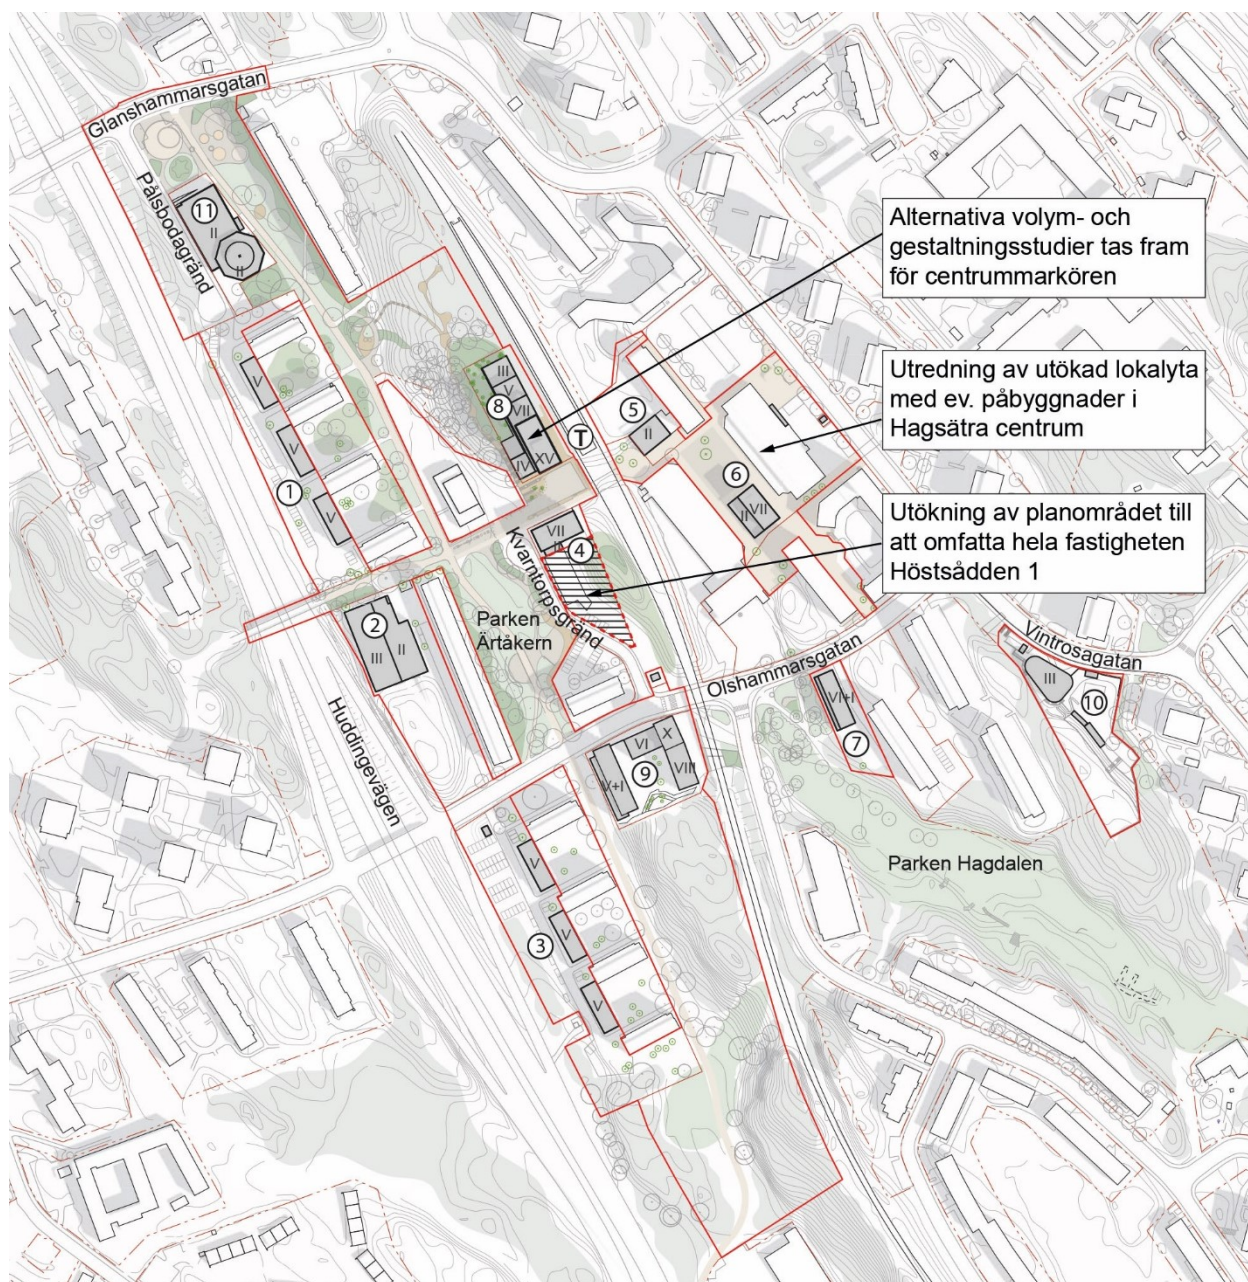 Glanshammarsgatan
Pålsbodagränd
11
II
II
Alternativa volym- och
gestaltningsstudier tas fram
för centrummarkören
V
V
V
1
III
V
VII
8
IV
XV
T
5
II
Utredning av utökad lokalyta
med ev. påbyggnader i
Hagsätra centrum
6
II
VII
Utökning av planområdet till
att omfatta hela fastigheten
Höstsådden 1
VII
4
Kvarntorpsgränd
Parken
Ärtåkern
2
III
II
Huddingevägen
Olshammarsgatan
Vintrosagatan
III
10
VI+I
7
X
VI
VIII
9
V+I
Parken Hagdalen
V
V
V
3